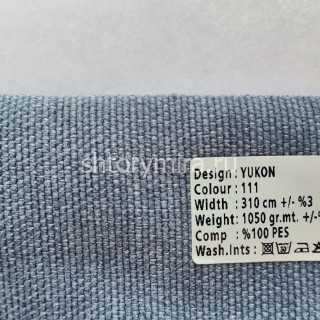 shtorymira.ru
Design : YUKON
Colour : 111
Width : 310 cm +/- %3
Weight: 1050 gr.mt. +/-%
Comp : %100 PES
Wash.Ints :